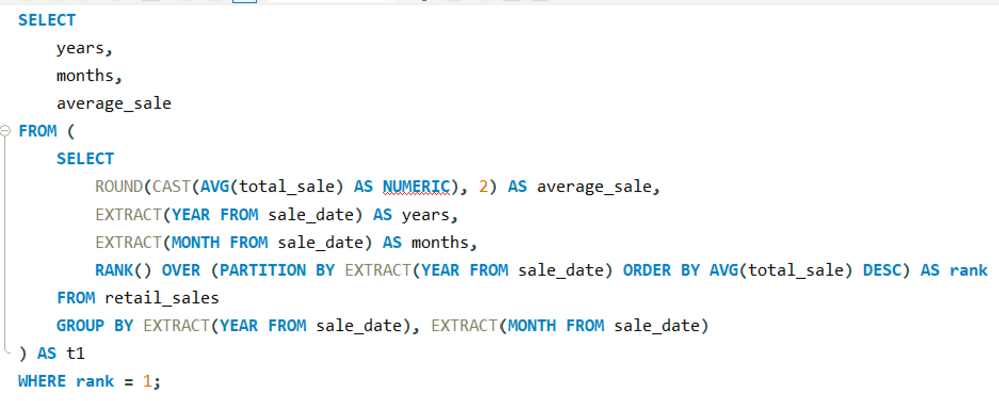 SELECT
years,
months,
average_sale
FROM (
SELECT
ROUND(CAST(AVG(total_sale) AS NUMERIC), 2) AS average_sale,
EXTRACT(YEAR FROM sale_date) AS years,
EXTRACT(MONTH FROM sale_date) AS months,
RANK() OVER (PARTITION BY EXTRACT(YEAR FROM sale_date) ORDER BY AVG(total_sale) DESC) AS rank
FROM retail_sales
GROUP BY EXTRACT(YEAR FROM sale_date), EXTRACT(MONTH FROM sale_date)
) AS t1
WHERE rank = 1;